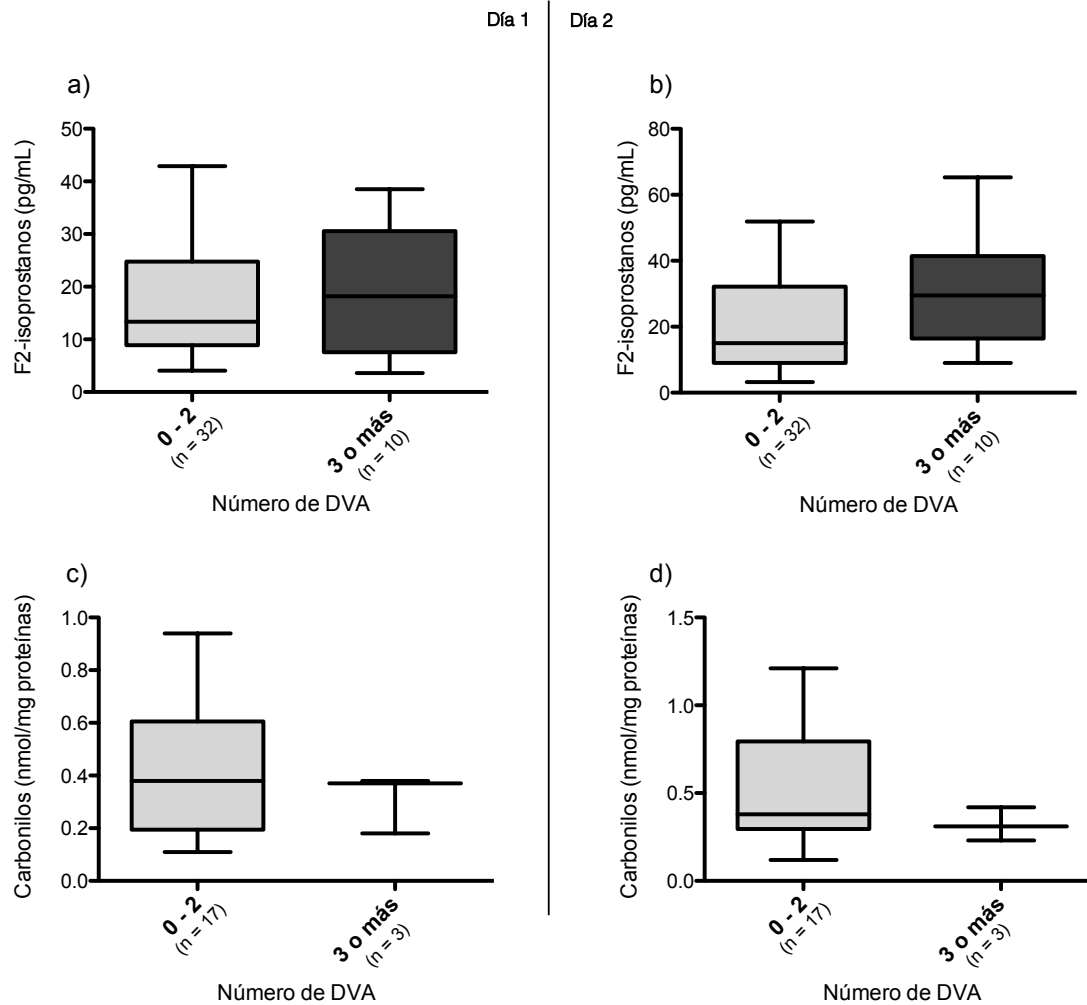 Día 1
Día 2
a)
F2-isoprostanos (pg/mL)
50
40
30
20
10
0
0 - 2
(n = 32)
3 o más
(n = 10)
Número de DVA
b)
F2-isoprostanos (pg/mL)
80
60
40
20
0
0 - 2
(n = 32)
3 o más
(n = 10)
Número de DVA
c)
Carbonilos (nmol/mg proteínas)
1.0
0.8
0.6
0.4
0.2
0.0
0 - 2
(n = 17)
3 o más
(n = 3)
Número de DVA
d)
Carbonilos (nmol/mg proteínas)
1.5
1.0
0.5
0.0
0 - 2
(n = 17)
3 o más
(n = 3)
Número de DVA